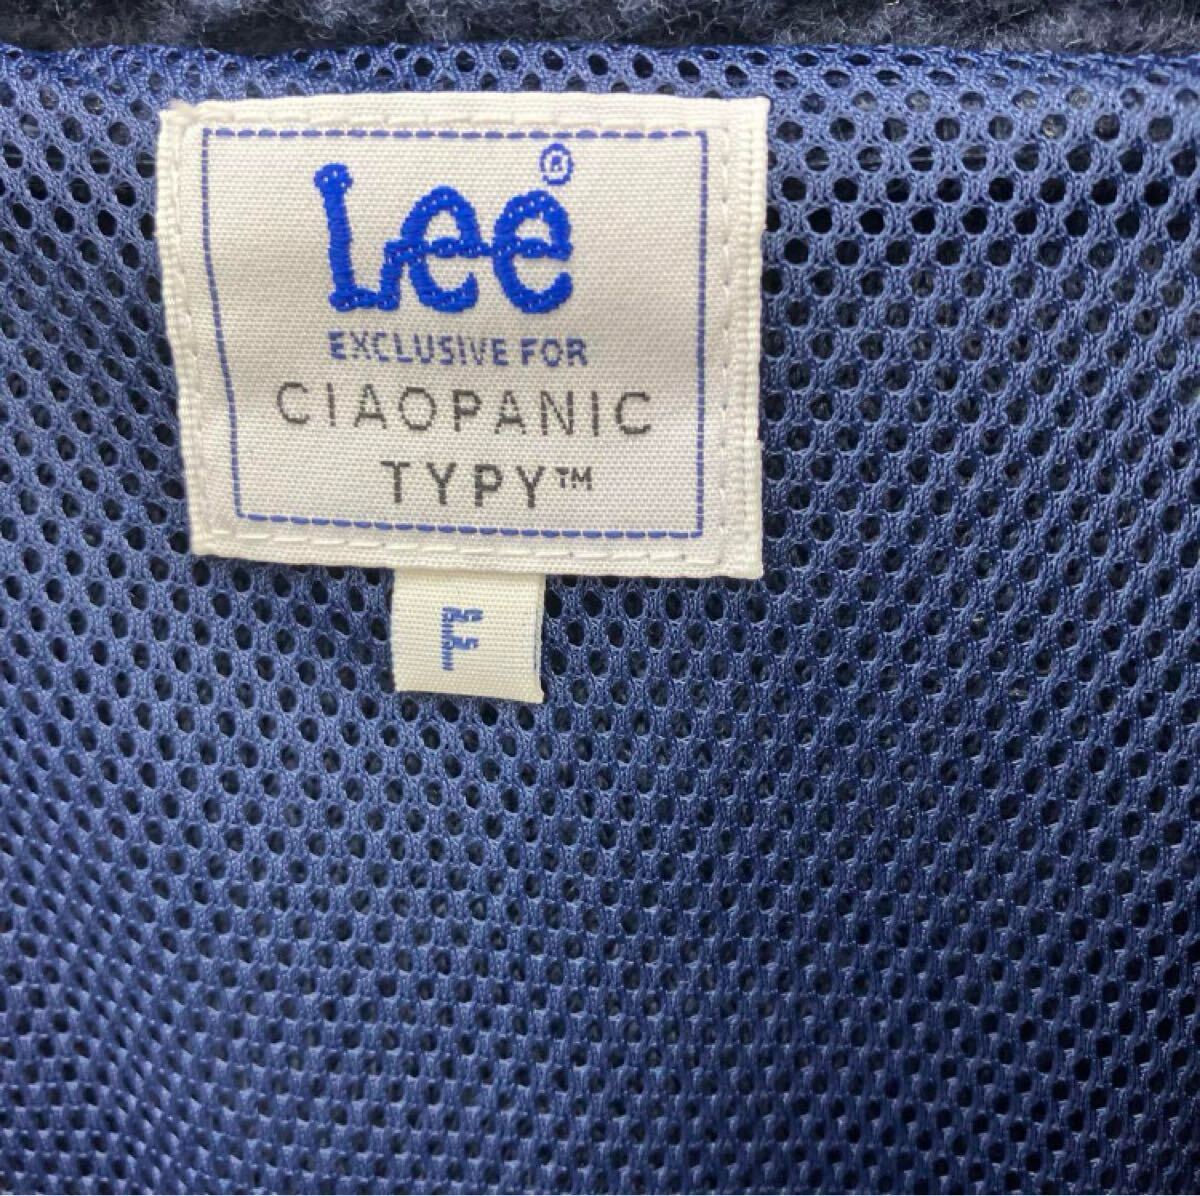 Lee®
EXCLUSIVE FOR
CIAOPANIC
TYPY™